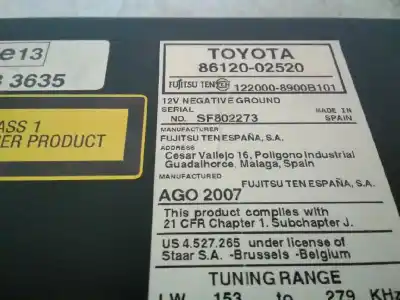 e13
3635
ASS 1
ER PRODUCT
TOYOTA
86120-02520
FUJITSU TEN 122000-8900B101
12V NEGATIVE GROUND
SERIAL
NO. SF802273
MADE IN
SPAIN
MANUFACTURER
FUJITSU TEN ESPAÑA, S.A.
ADDRESS
Cesar Vallejo 16, Poligono Industrial
Guadalhorce, Malaga, Spain
MANUFACTURED
FUJITSU TEN ESPAÑA, S.A.
AGO 2007
This product complies with
21 CFR Chapter 1. Subchapter J.
US 4.527.265 under license of
Staar S.A. -Brussels -Belgium
TUNING RANGE
LW 153 to 279 KHz